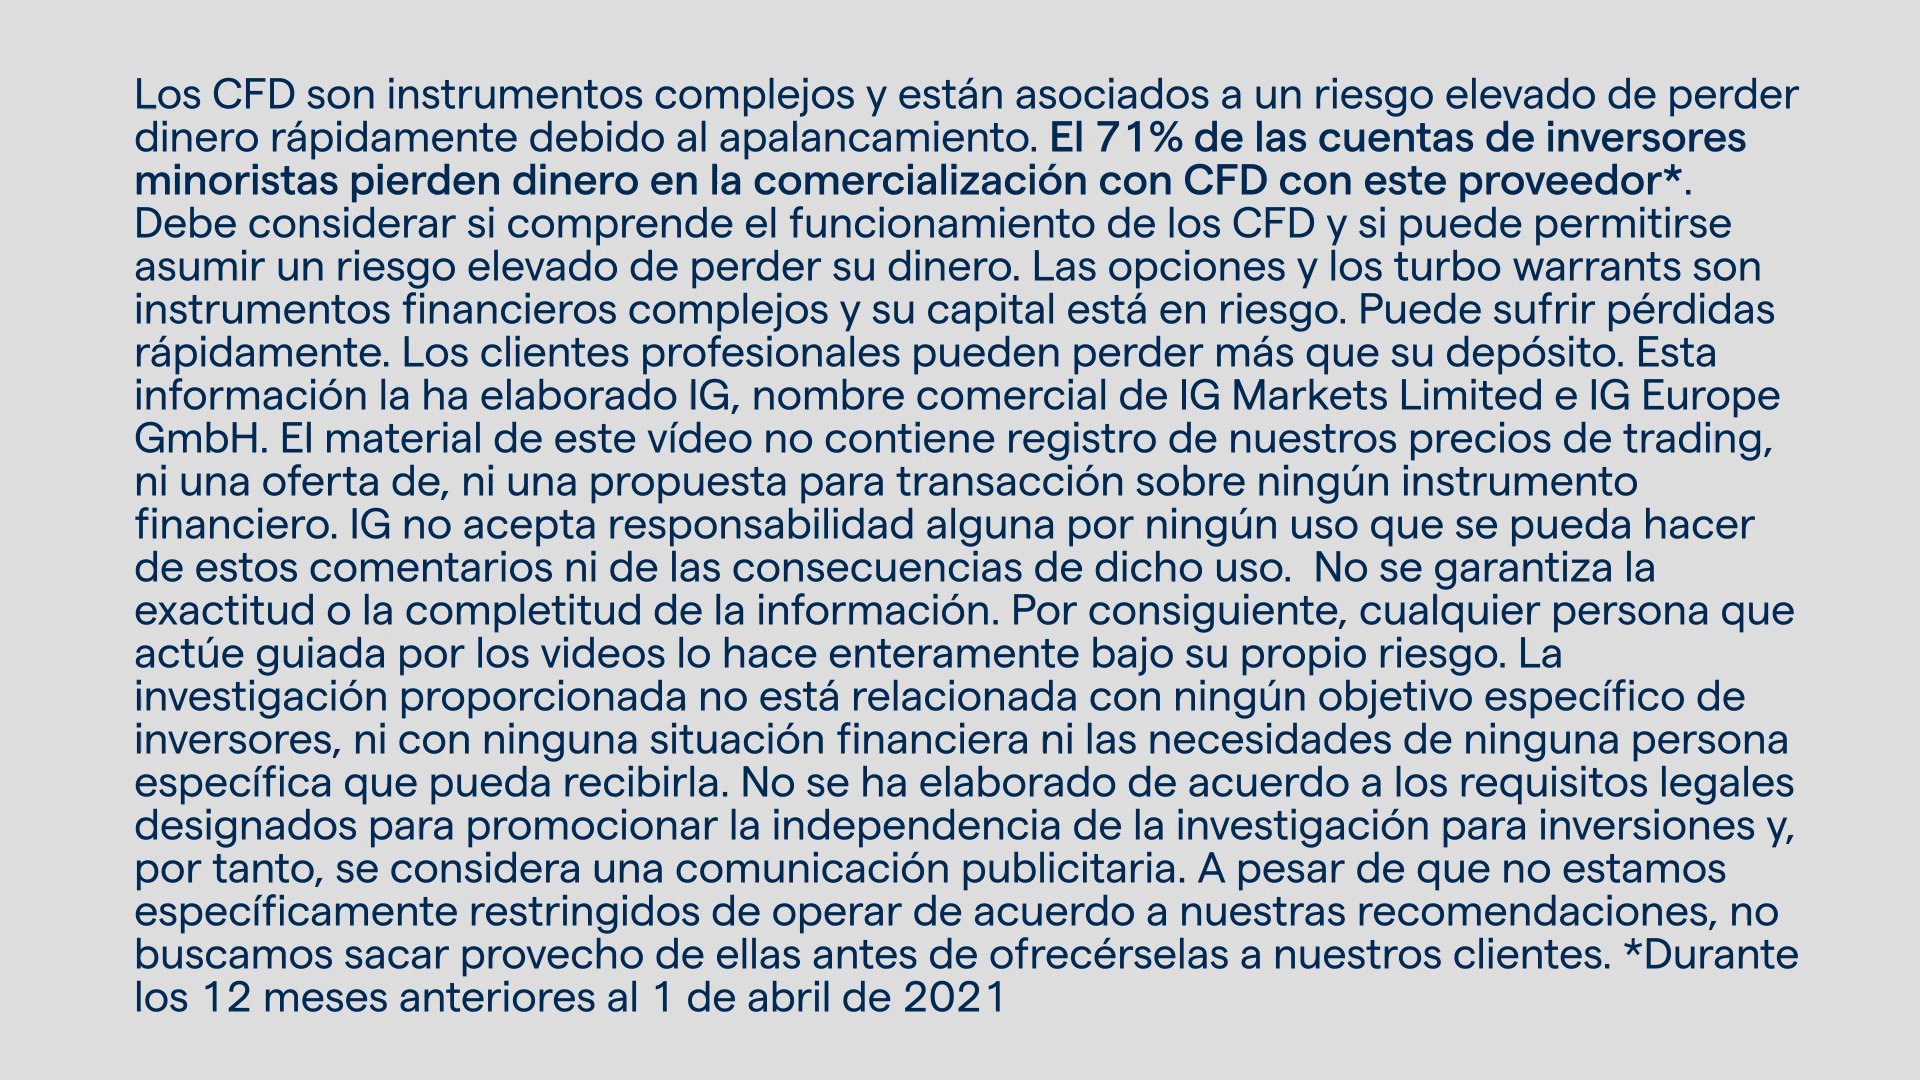 Los CFD son instrumentos complejos y están asociados a un riesgo elevado de perder
dinero rápidamente debido al apalancamiento. El 71% de las cuentas de inversores
minoristas pierden dinero en la comercialización con CFD con este proveedor*.
Debe considerar si comprende el funcionamiento de los CFD y si puede permitirse
asumir un riesgo elevado de perder su dinero. Las opciones y los turbo warrants son
instrumentos financieros complejos y su capital está en riesgo. Puede sufrir pérdidas
rápidamente. Los clientes profesionales pueden perder más que su depósito. Esta
información la ha elaborado IG, nombre comercial de IG Markets Limited e IG Europe
GmbH. El material de este vídeo no contiene registro de nuestros precios de trading,
ni una oferta de, ni una propuesta para transacción sobre ningún instrumento
financiero. IG no acepta responsabilidad alguna por ningún uso que se pueda hacer
de estos comentarios ni de las consecuencias de dicho uso.  No se garantiza la
exactitud o la completitud de la información. Por consiguiente, cualquier persona que
actúe guiada por los videos lo hace enteramente bajo su propio riesgo. La
investigación proporcionada no está relacionada con ningún objetivo específico de
inversores, ni con ninguna situación financiera ni las necesidades de ninguna persona
específica que pueda recibirla. No se ha elaborado de acuerdo a los requisitos legales
designados para promocionar la independencia de la investigación para inversiones y,
por tanto, se considera una comunicación publicitaria. A pesar de que no estamos
específicamente restringidos de operar de acuerdo a nuestras recomendaciones, no
buscamos sacar provecho de ellas antes de ofrecérselas a nuestros clientes. *Durante
los 12 meses anteriores al 1 de abril de 2021